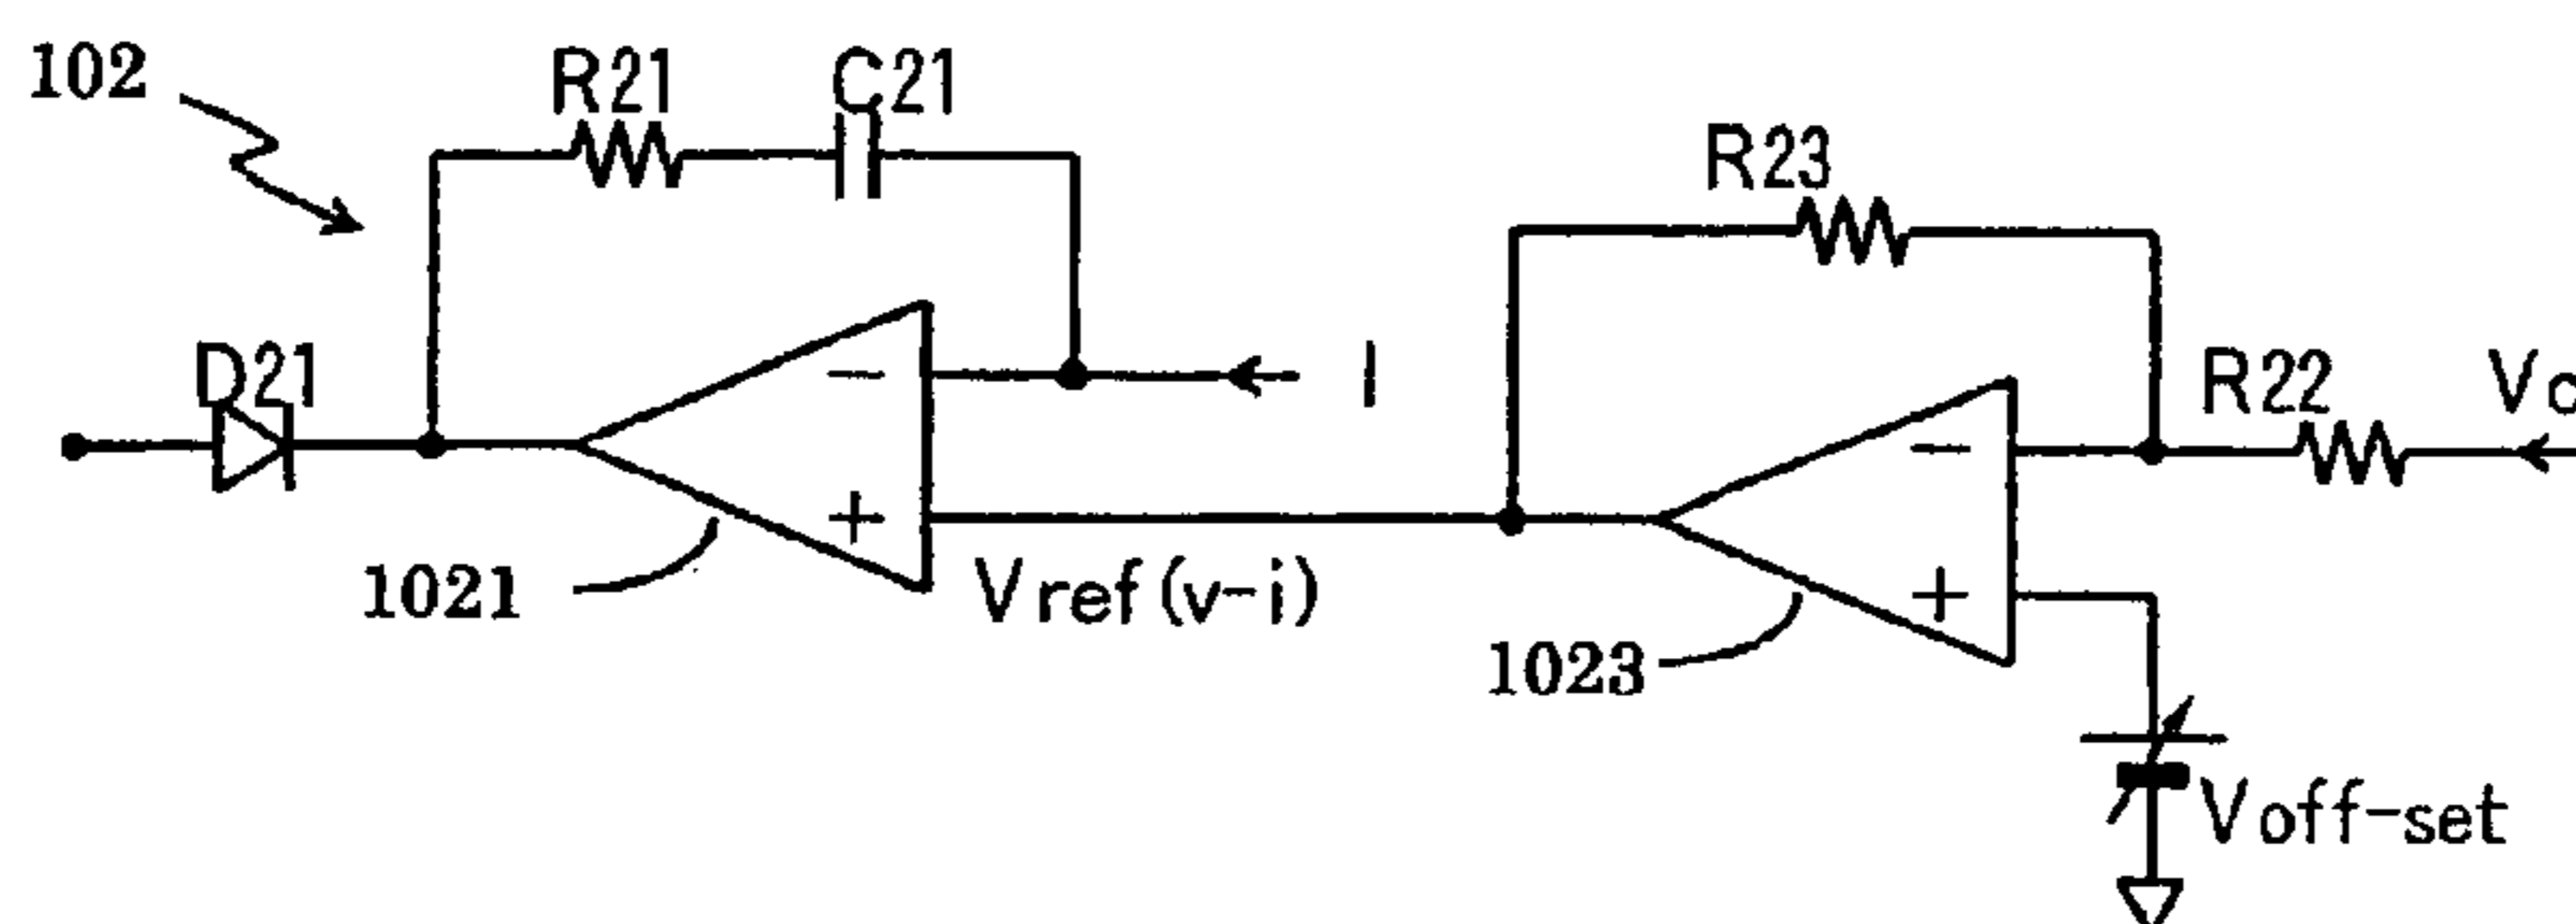 102
R21
C21
R23
D21
I
R22
−
−
+
+
1021
Vref(v-i)
1023
Voff-set